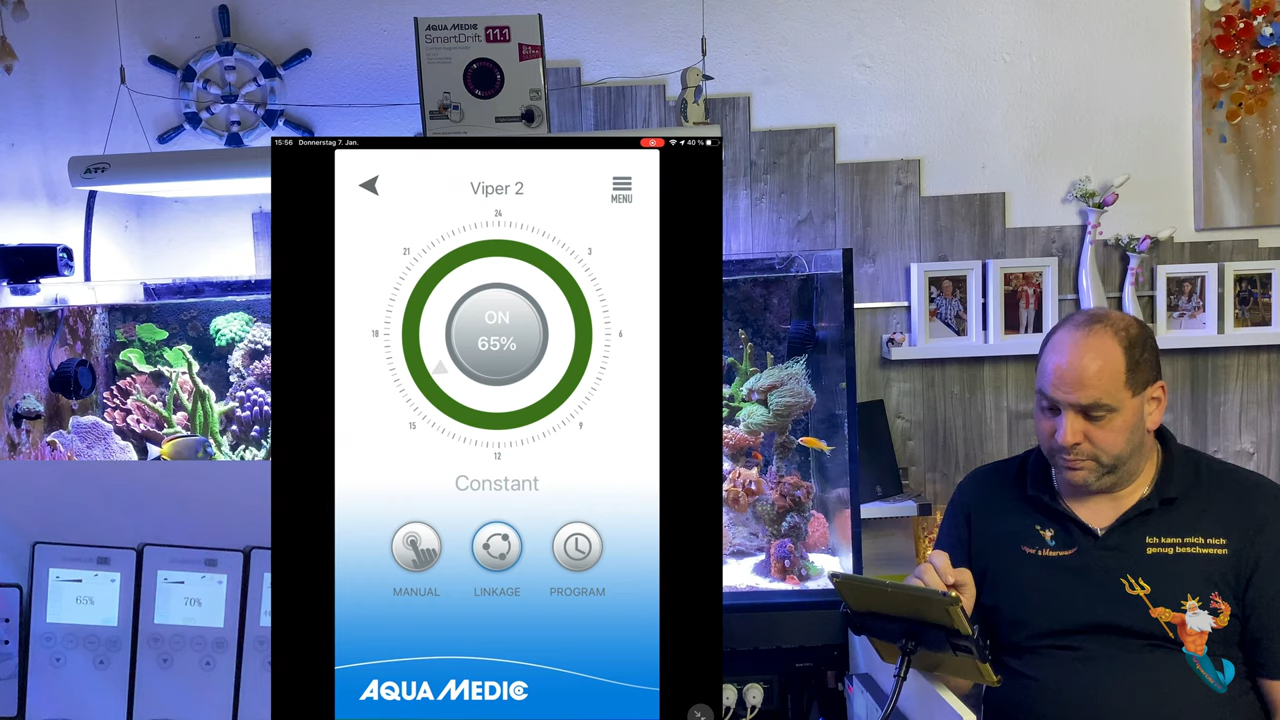 AQUA MEDIC
SmartDrift 11.1
15:56 Donnerstag 7. Jan.
40 %
ATI
Viper 2
MENU
24
21
3
18
6
15
9
12
ON
65%
Constant
MANUAL
LINKAGE
PROGRAM
AQUA MEDIC
65%
70%
Viper's Meerwasser
Ich kann mich nicht
genug beschweren